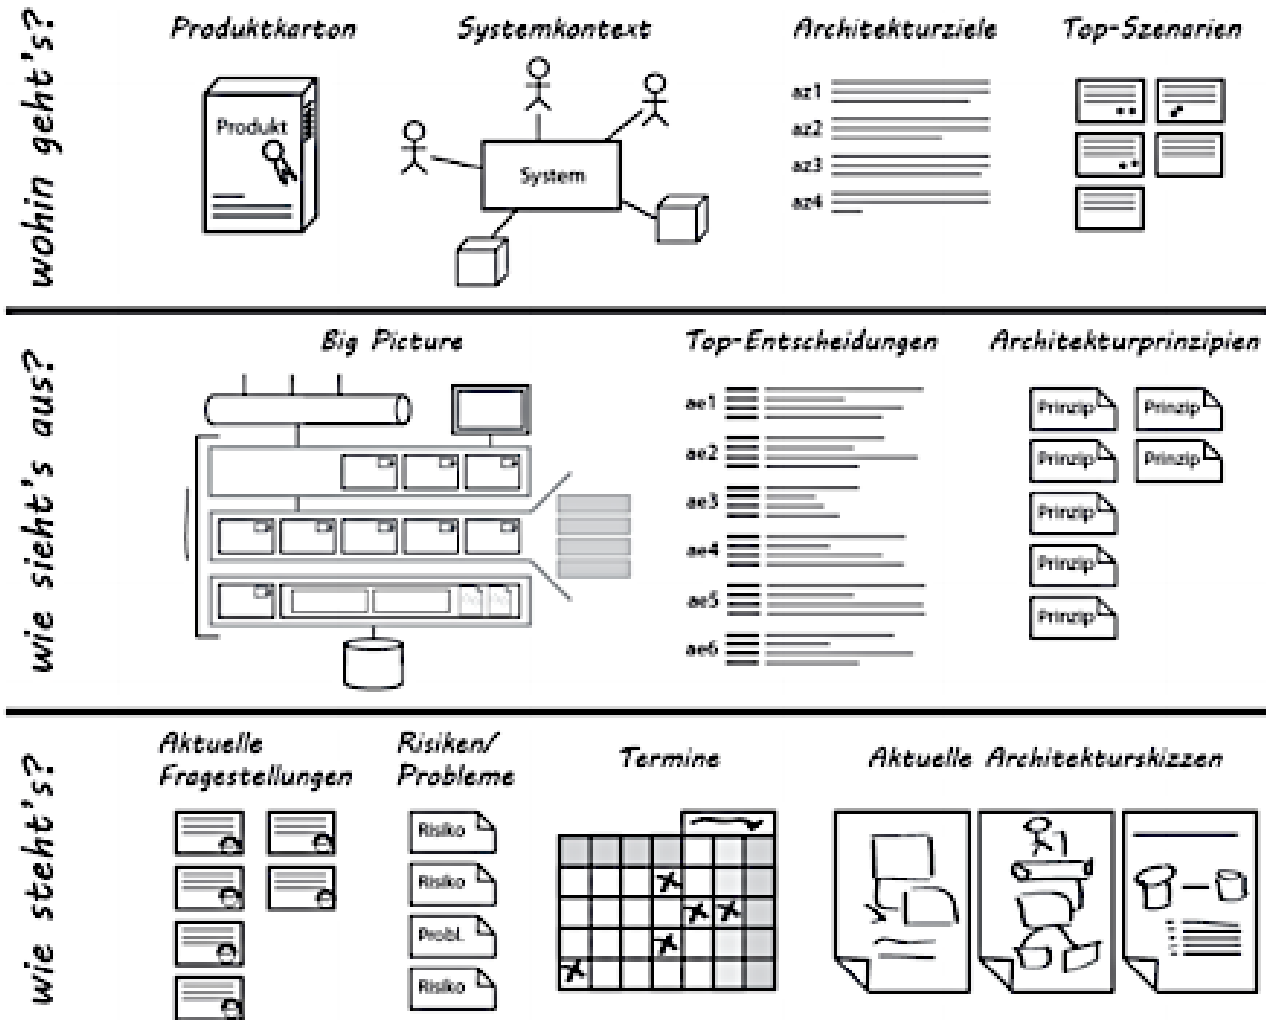 wohin geht's?
Produktkarton
Systemkontext
Architekturziele
Top-Szenarien
Produkt
System
az1
az2
az3
az4
wie sieht's aus?
Big Picture
Top-Entscheidungen
Architekturprinzipien
ae1
ae2
ae3
ae4
ae5
ae6
Prinzip
Prinzip
Prinzip
Prinzip
Prinzip
Prinzip
Prinzip
wie steht's?
Aktuelle
Fragestellungen
Risiken/
Probleme
Termine
Aktuelle Architekturskizzen
Risiko
Risiko
Probl.
Risiko